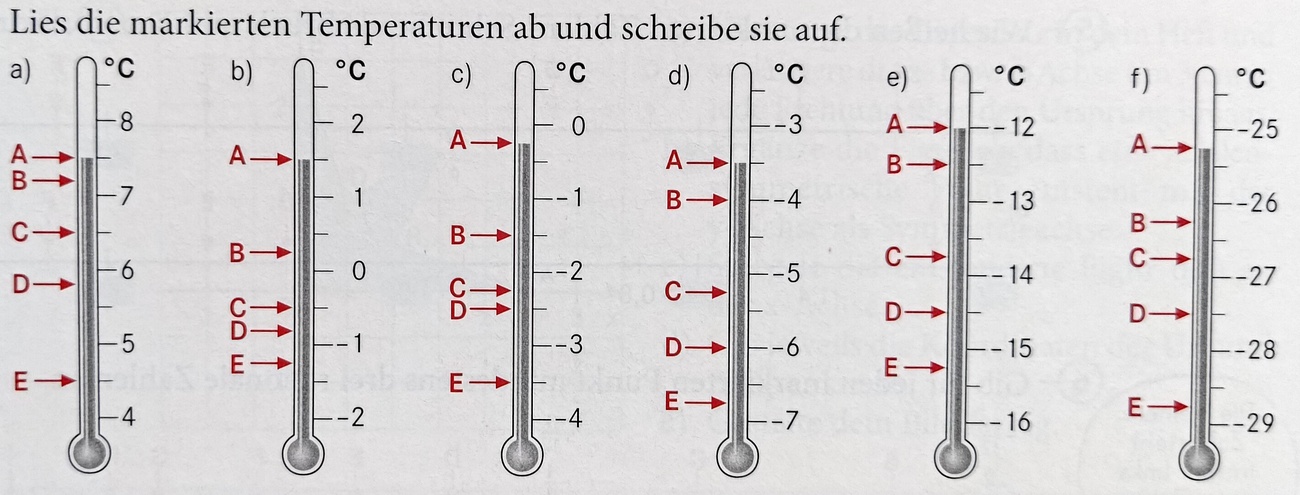 Lies die markierten Temperaturen ab und schreibe sie auf.
a) °C
8
A
B
7
C
6
D
5
E
4
b) °C
2
A
1
B
0
C
D
-1
E
-2
c) °C
0
A
-1
B
-2
C
D
-3
E
-4
d) °C
-3
A
B -4
-5
C
D -6
E
-7
e) °C
A -12
B
-13
C
-14
D
-15
E
-16
f) °C
-25
A
-26
B
C
-27
D
-28
E
-29